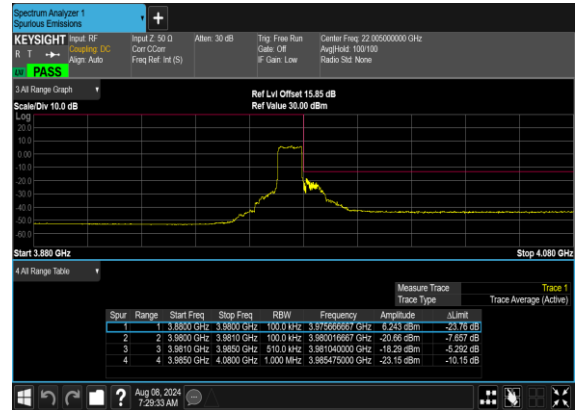 Spectrum Analyzer 1
Spurious Emissions
+
KEYSIGHT Input: RF Input Z: 50 Ω Atten: 30 dB Trig: Free Run Center Freq: 22.005000000 GHz
R T Coupling: DC Corr CCorr Gate: Off Avg|Hold: 100/100
Align: Auto Freq Ref: Int (S) IF Gain: Low Radio Std: None
PASS
3 All Range Graph
Ref Lvl Offset 15.85 dB
Scale/Div 10.0 dB Ref Value 30.00 dBm
Log
20.0
10.0
0.00
-10.0
-20.0
-30.0
-40.0
-50.0
-60.0
Start 3.880 GHz Stop 4.080 GHz
4 All Range Table
Measure Trace Trace 1
Trace Type Trace Average (Active)
Spur Range Start Freq Stop Freq RBW Frequency Amplitude ΔLimit
1 1 3.8800 GHz 3.9800 GHz 100.0 kHz 3.975666667 GHz 6.243 dBm -23.76 dB
2 2 3.9800 GHz 3.9810 GHz 100.0 kHz 3.980016667 GHz -20.66 dBm -7.657 dB
3 3 3.9810 GHz 3.9850 GHz 510.0 kHz 3.981040000 GHz -18.29 dBm -5.292 dB
4 4 3.9850 GHz 4.0800 GHz 1.000 MHz 3.985475000 GHz -23.15 dBm -10.15 dB
? Aug 08, 2024
7:29:33 AM